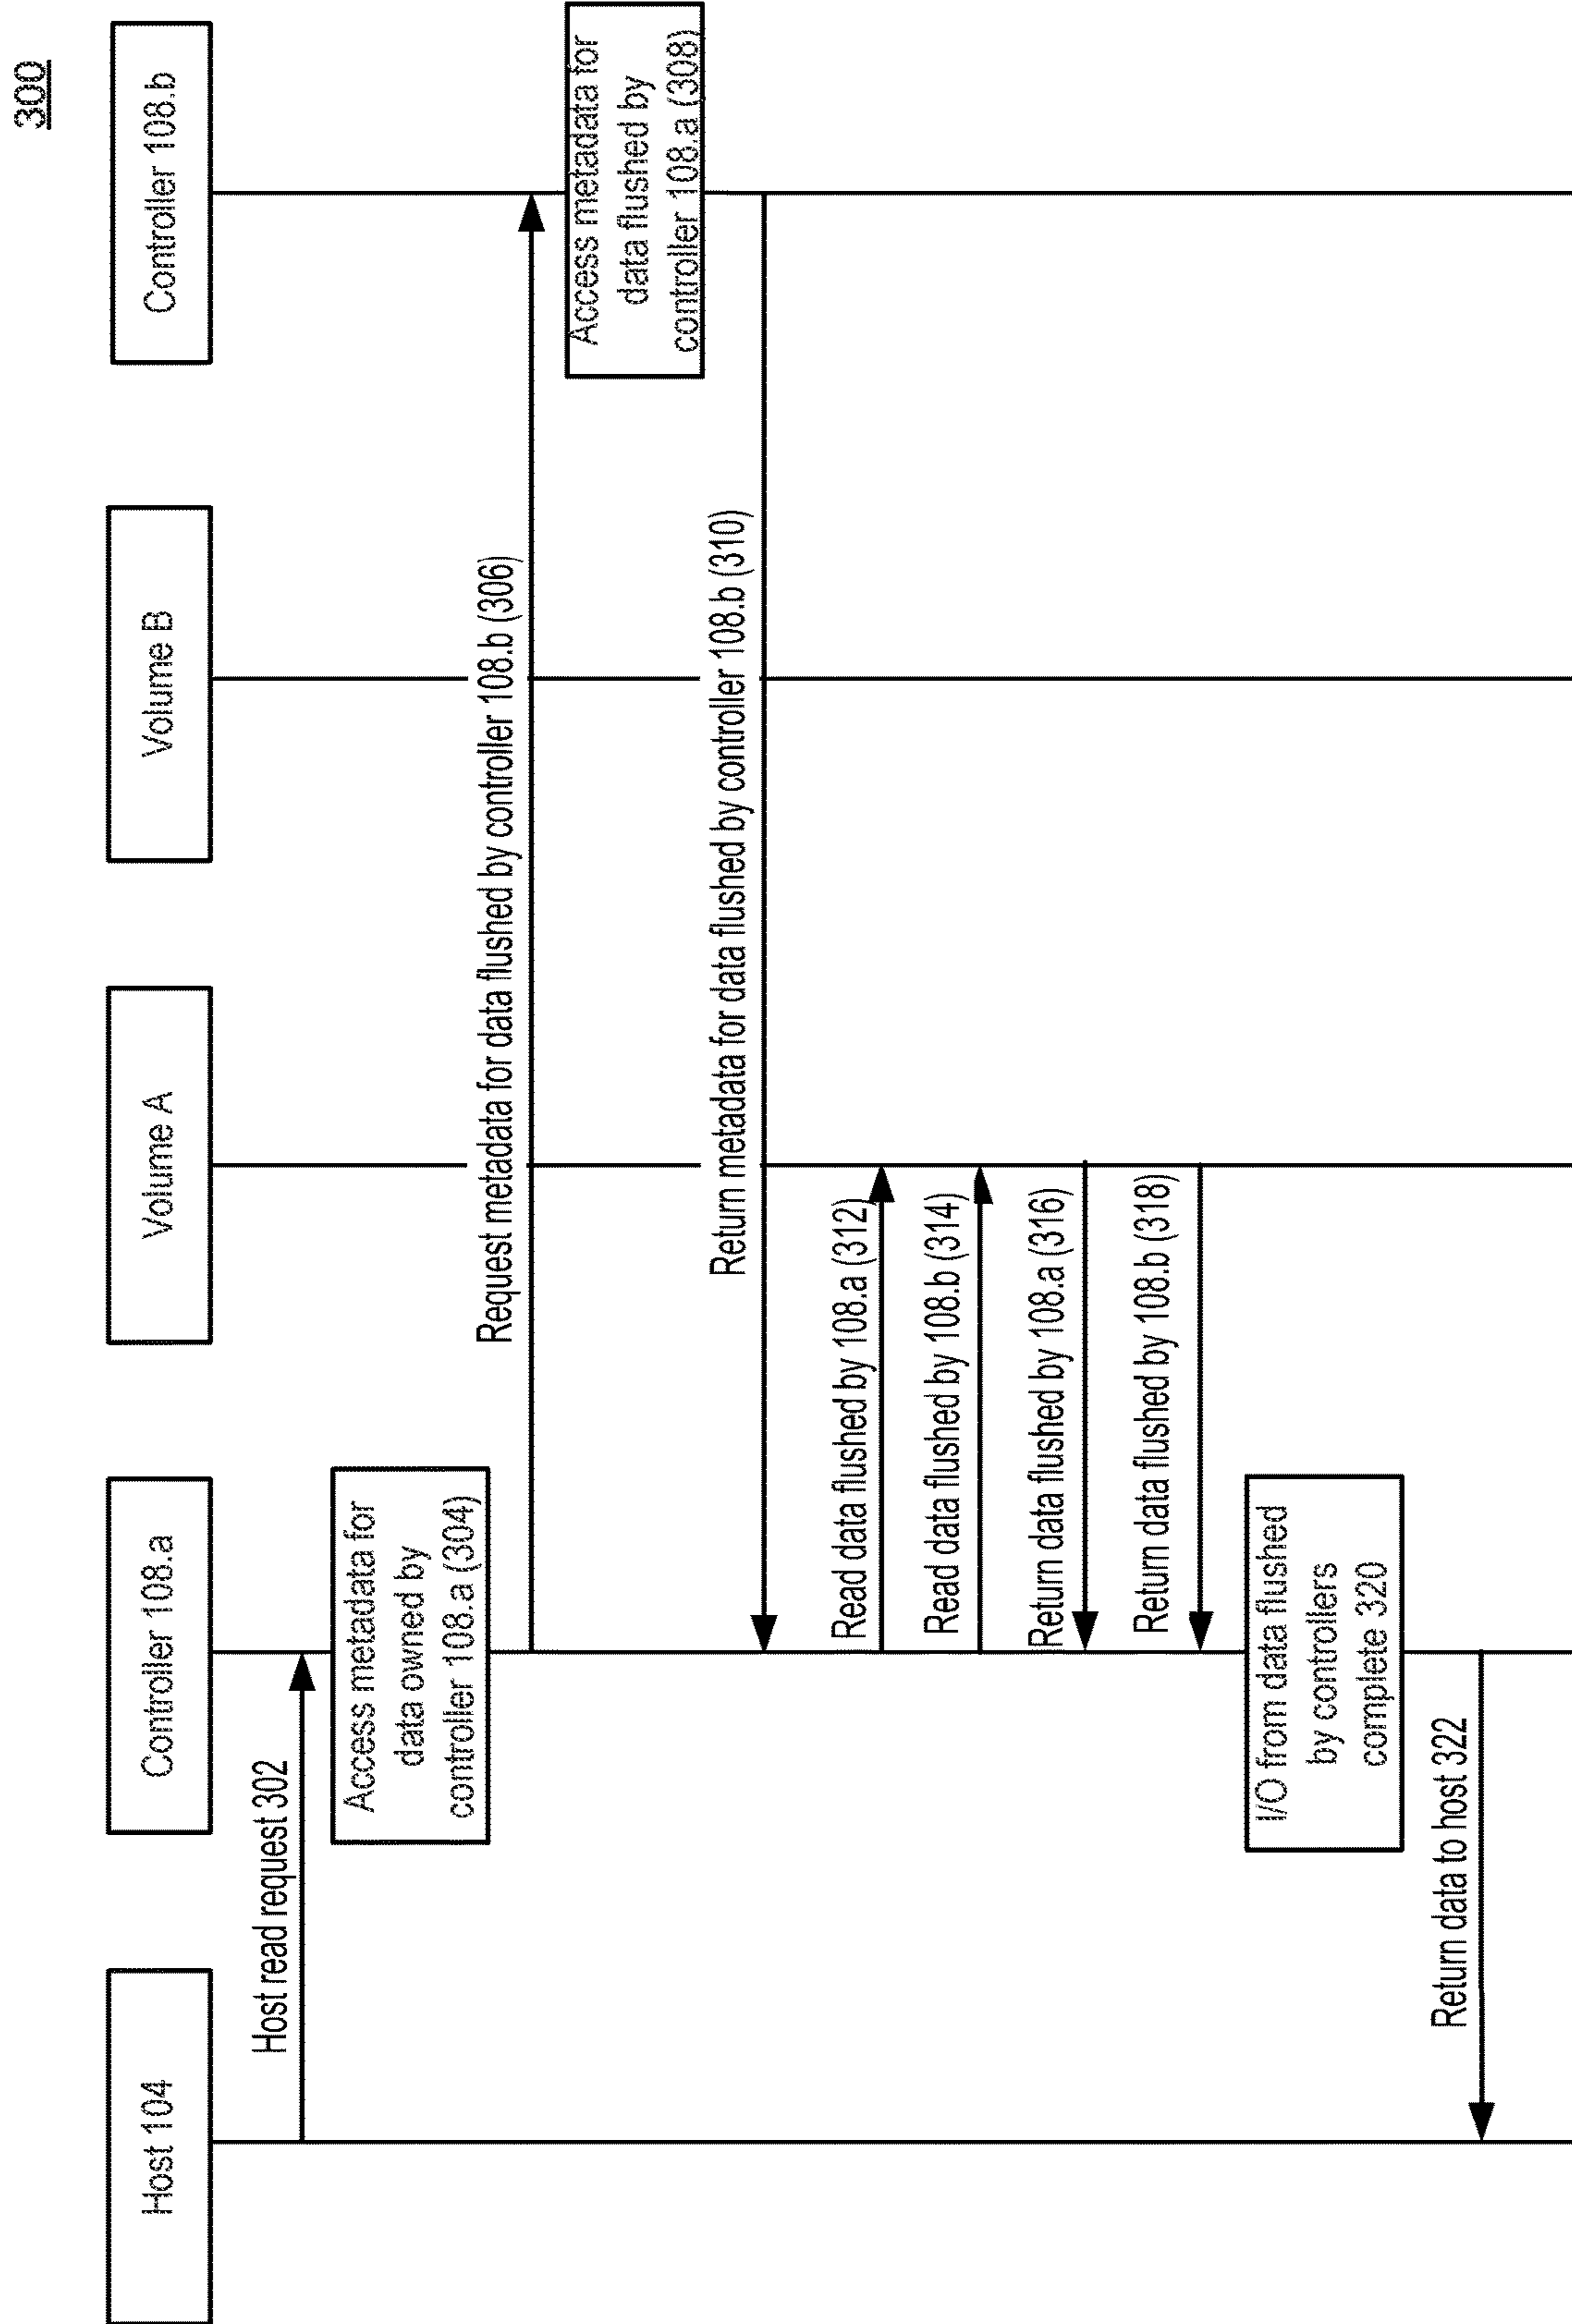 300
Host 104
Controller 108.a
Volume A
Volume B
Controller 108.b
Host read request 302
Access metadata for
data owned by
controller 108.a (304)
Request metadata for data flushed by controller 108.b (306)
Access metadata for
data flushed by
controller 108.a (308)
Return metadata for data flushed by controller 108.b (310)
Read data flushed by 108.a (312)
Read data flushed by 108.b (314)
Return data flushed by 108.a (316)
Return data flushed by 108.b (318)
I/O from data flushed
by controllers
complete 320
Return data to host 322